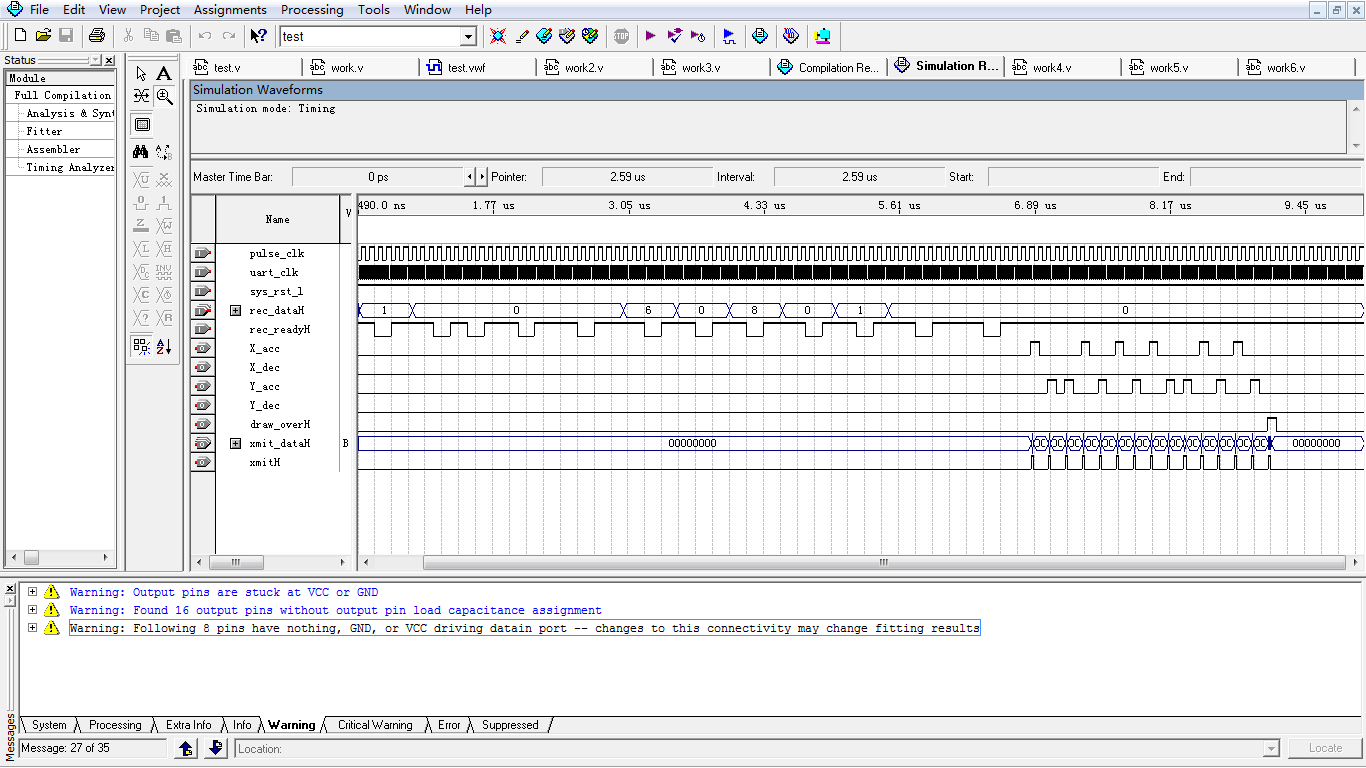 File Edit View Project Assignments Processing Tools Window Help
test
Status
Module
Full Compilation
Analysis & Synt
Fitter
Assembler
Timing Analyzer
test.v work.v test.vwf work2.v work3.v Compilation Re... Simulation R... work4.v work5.v work6.v
Simulation Waveforms
Simulation mode: Timing
Master Time Bar: 0 ps Pointer: 2.59 us Interval: 2.59 us Start: End:
Name V 490.0 ns 1.77 us 3.05 us 4.33 us 5.61 us 6.89 us 8.17 us 9.45 us
pulse_clk
uart_clk
sys_rst_l
rec_dataH 1 0 6 0 8 0 1 0
rec_readyH
X_acc
X_dec
Y_acc
Y_dec
draw_overH
xmit_dataH B 00000000 00000000
xmitH
Warning: Output pins are stuck at VCC or GND
Warning: Found 16 output pins without output pin load capacitance assignment
Warning: Following 8 pins have nothing, GND, or VCC driving datain port -- changes to this connectivity may change fitting results
System Processing Extra Info Info Warning Critical Warning Error Suppressed
Messages
Message: 27 of 35 Location: Locate